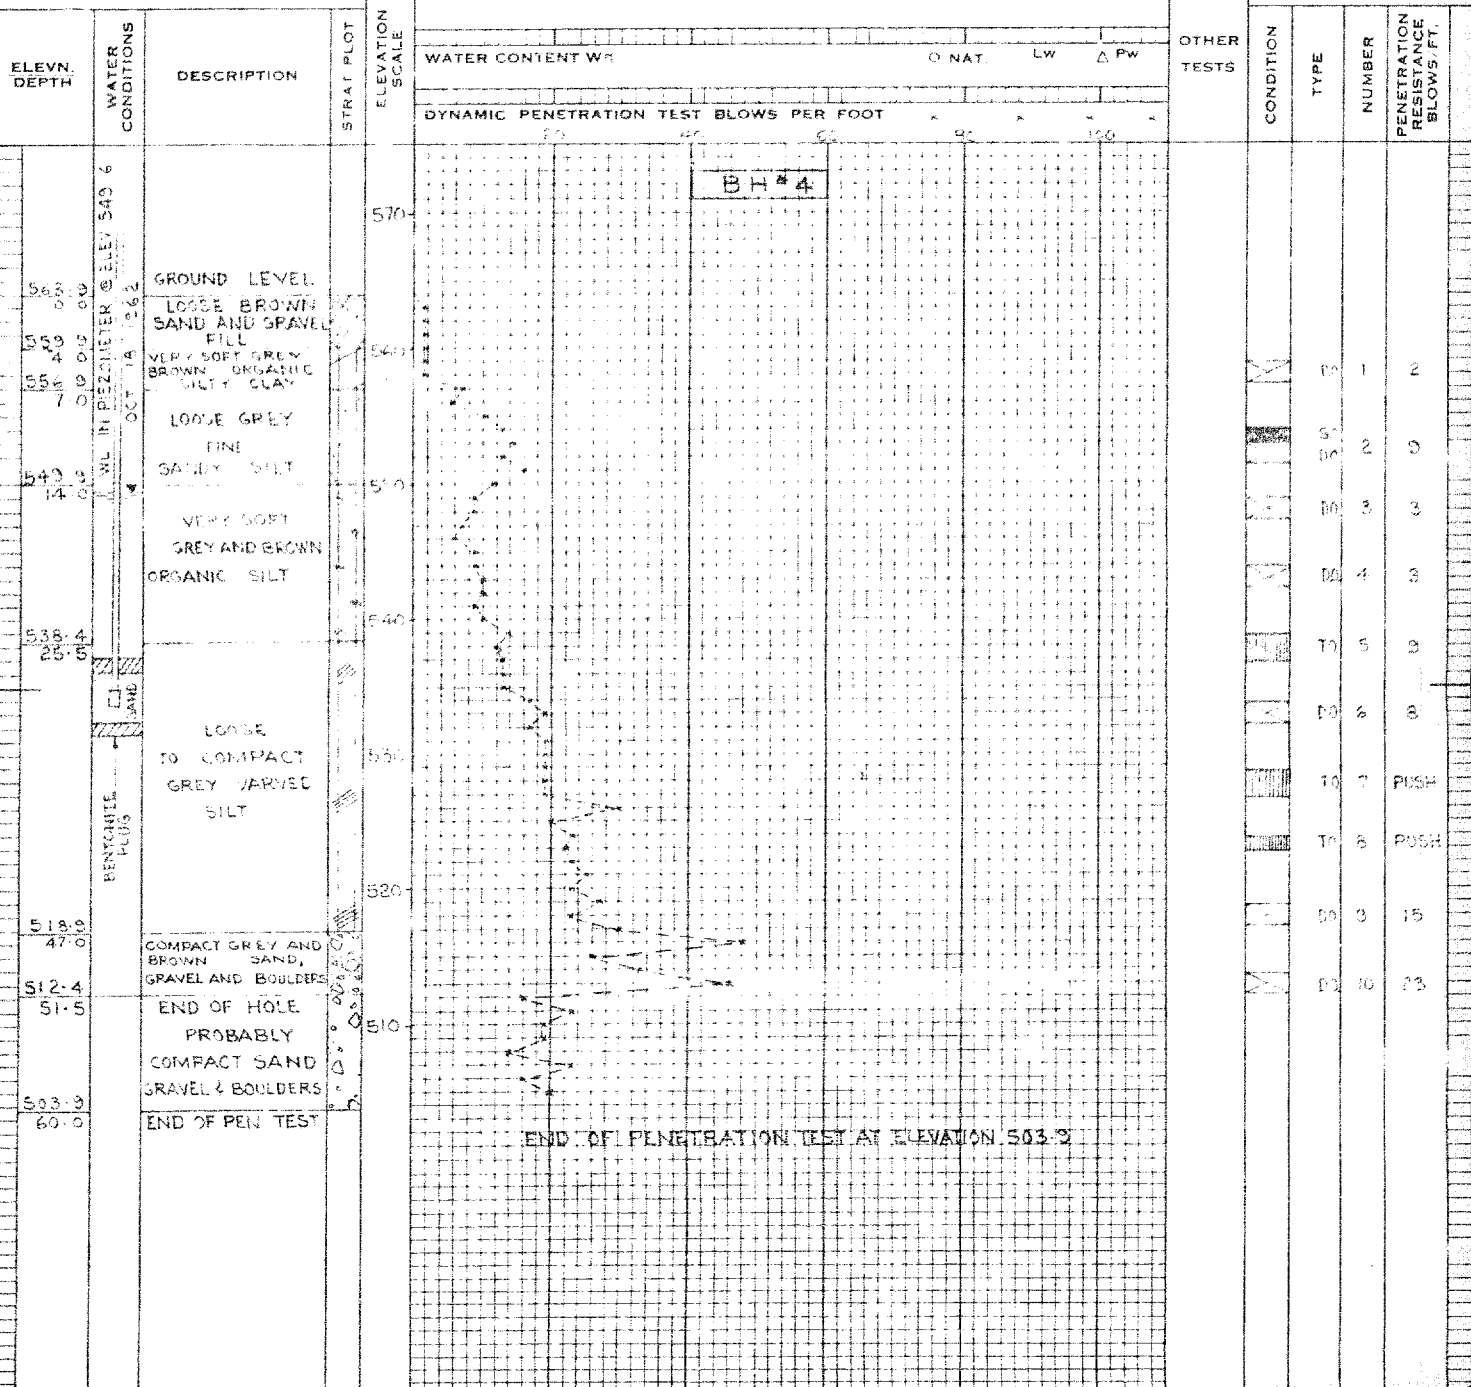 ELEVN.
DEPTH
WATER
CONDITIONS
DESCRIPTION
STRAT PLOT
ELEVATION
SCALE
WATER CONTENT W%
O NAT.
LW
△ PW
DYNAMIC PENETRATION TEST BLOWS PER FOOT
20 40 60 80 100
OTHER
TESTS
CONDITION
TYPE
NUMBER
PENETRATION
RESISTANCE
BLOWS/FT.
BH#4
570
560
540
530
520
510
WL IN PIEZOMETER @ ELEV 549 6
SAND
BENTONITE
PLUG
563.9
0 0
GROUND LEVEL
LOOSE BROWN
SAND AND GRAVEL
FILL
559 9
4 0
VERY SOFT GREY
BROWN ORGANIC
SILTY CLAY
556 9
7 0
LOOSE GREY
FINE
SANDY SILT
549 9
14 0
VERY SOFT
GREY AND BROWN
ORGANIC SILT
538.4
25.5
LOOSE
TO COMPACT
GREY VARVED
SILT
47.0
COMPACT GREY AND
BROWN SAND,
GRAVEL AND BOULDERS
512.4
51.5
END OF HOLE
PROBABLY
COMPACT SAND
GRAVEL & BOULDERS
503.9
60.0
END OF PEN TEST
END OF PENETRATION TEST AT ELEVATION 503.9
DO 1 2
DO 2 9
DO 3 3
DO 4 3
TO 5 9
DO 6 8
TO 7 PUSH
TO 8 PUSH
DO 9 15
DO 10 23